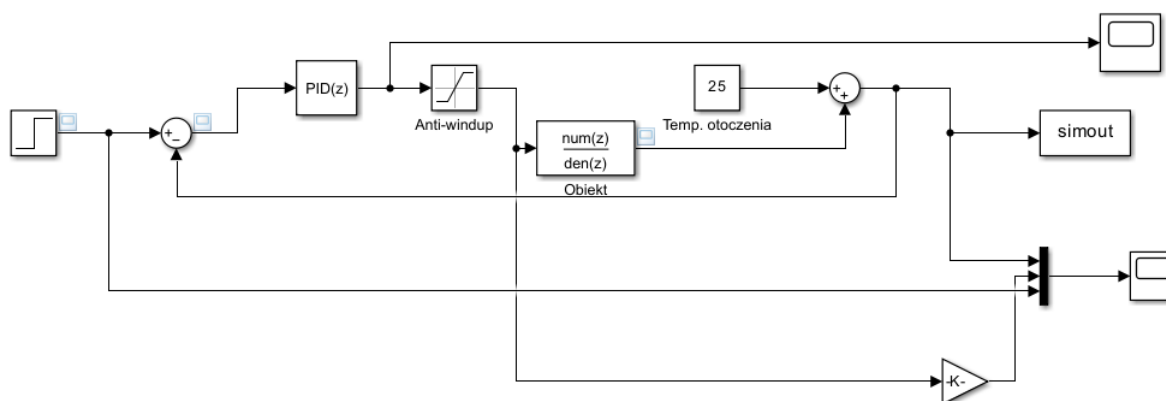 PID(z)
Anti-windup
25
Temp. otoczenia
+
−
+
+
num(z)
den(z)
Obiekt
simout
-K-